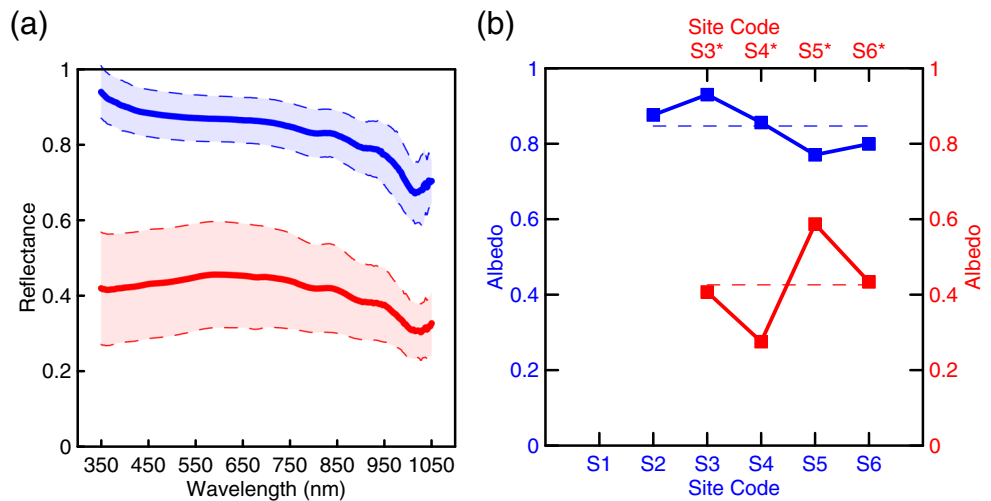 (a)
Reflectance
1
0.8
0.6
0.4
0.2
0
350 450 550 650 750 850 950 1050
Wavelength (nm)
(b)
Site Code
S3* S4* S5* S6*
Albedo
1
0.8
0.6
0.4
0.2
0
1
0.8
0.6
0.4
0.2
0
Albedo
S1 S2 S3 S4 S5 S6
Site Code